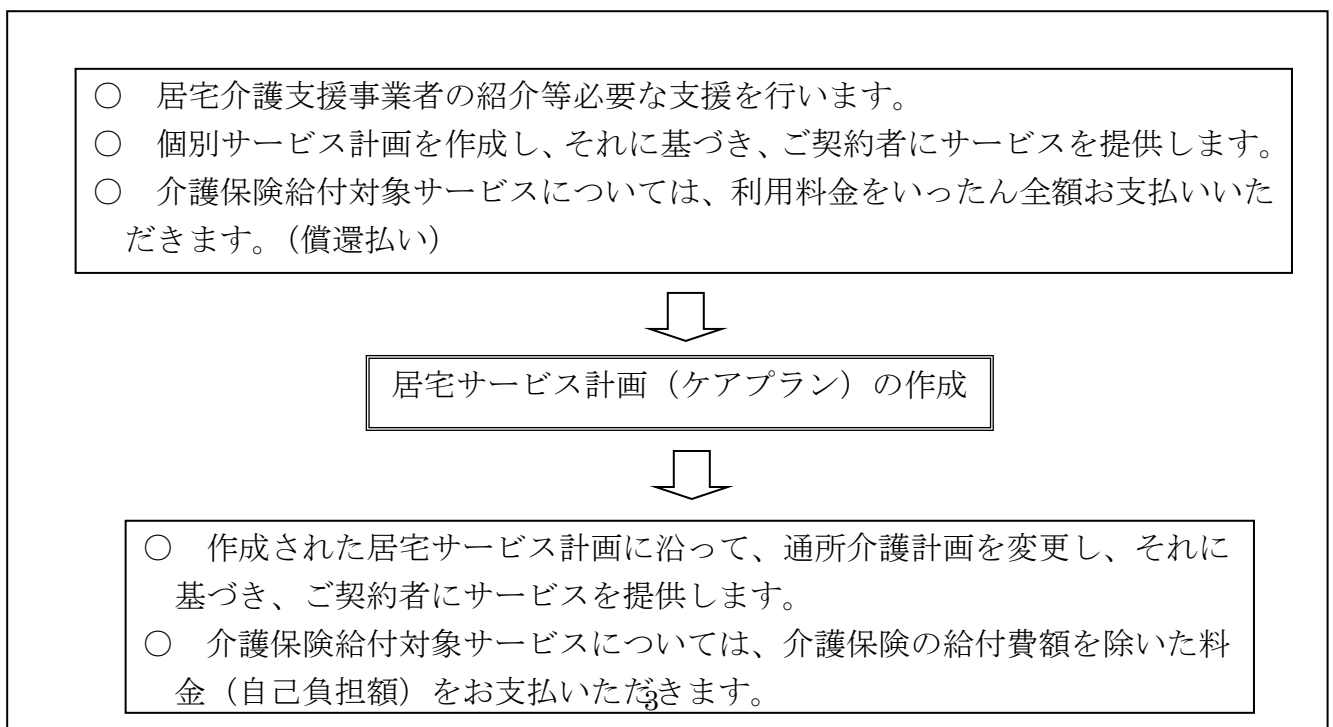 ○　居宅介護支援事業者の紹介等必要な支援を行います。
○　個別サービス計画を作成し、それに基づき、ご契約者にサービスを提供します。
○　介護保険給付対象サービスについては、利用料金をいったん全額お支払いいた
だきます。（償還払い）
居宅サービス計画（ケアプラン）の作成
○　作成された居宅サービス計画に沿って、通所介護計画を変更し、それに
基づき、ご契約者にサービスを提供します。
○　介護保険給付対象サービスについては、介護保険の給付費額を除いた料
金（自己負担額）をお支払いただきます。
3